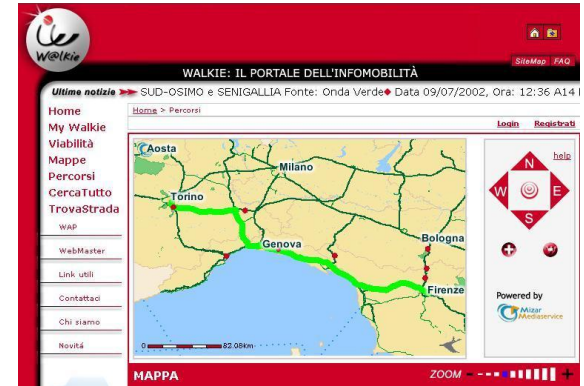 W@lkie
SiteMap FAQ
WALKIE: IL PORTALE DELL'INFOMOBILITÀ
Ultime notizie SUD-OSIMO e SENIGALLIA Fonte: Onda Verde Data 09/07/2002, Ora: 12:36 A14
Home
My Walkie
Viabilità
Mappe
Percorsi
CercaTutto
TrovaStrada
WAP
WebMaster
Link utili
Contattaci
Chi siamo
Novitá
Home > Percorsi
Login Registrati
Aosta
Milano
Torino
Genova
Bologna
Firenze
0 82.08km
help
N
W E
S
Powered by
Mizar
Mediaservice
MAPPA
ZOOM - +